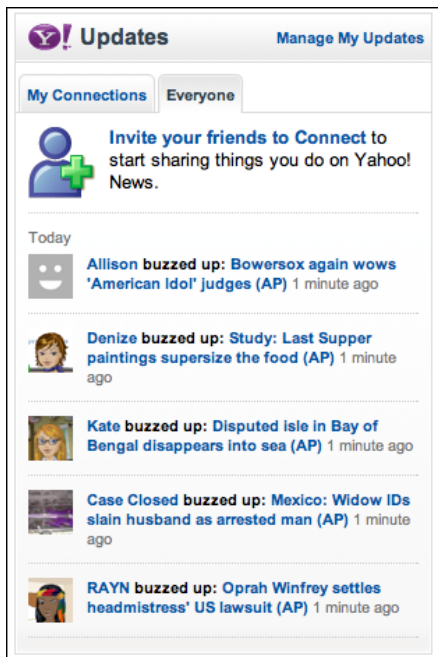 Y! Updates
Manage My Updates
My Connections
Everyone
Invite your friends to Connect to
start sharing things you do on Yahoo!
News.
Today
Allison buzzed up: Bowersox again wows
'American Idol' judges (AP) 1 minute ago
Denize buzzed up: Study: Last Supper
paintings supersize the food (AP) 1 minute
ago
Kate buzzed up: Disputed isle in Bay of
Bengal disappears into sea (AP) 1 minute ago
Case Closed buzzed up: Mexico: Widow IDs
slain husband as arrested man (AP) 1 minute
ago
RAYN buzzed up: Oprah Winfrey settles
headmistress' US lawsuit (AP) 1 minute ago